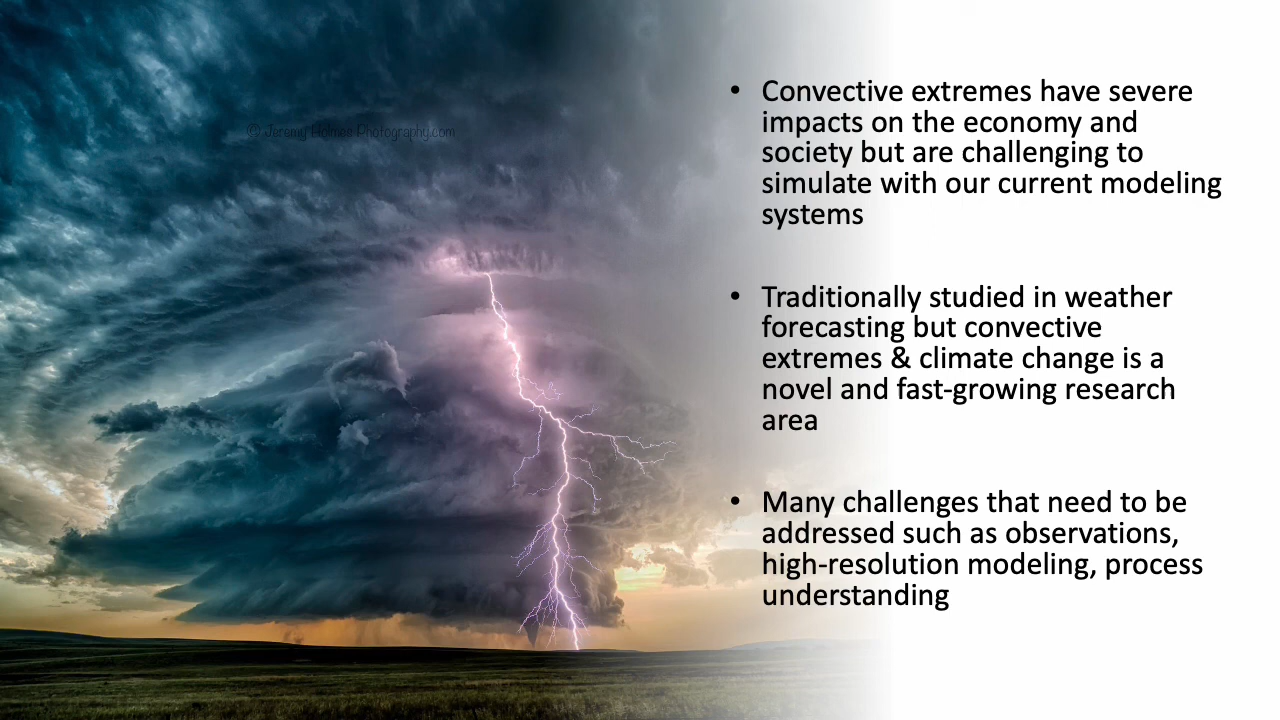 © Jeremy Holmes Photography.com
• Convective extremes have severe
impacts on the economy and
society but are challenging to
simulate with our current modeling
systems
• Traditionally studied in weather
forecasting but convective
extremes & climate change is a
novel and fast-growing research
area
• Many challenges that need to be
addressed such as observations,
high-resolution modeling, process
understanding